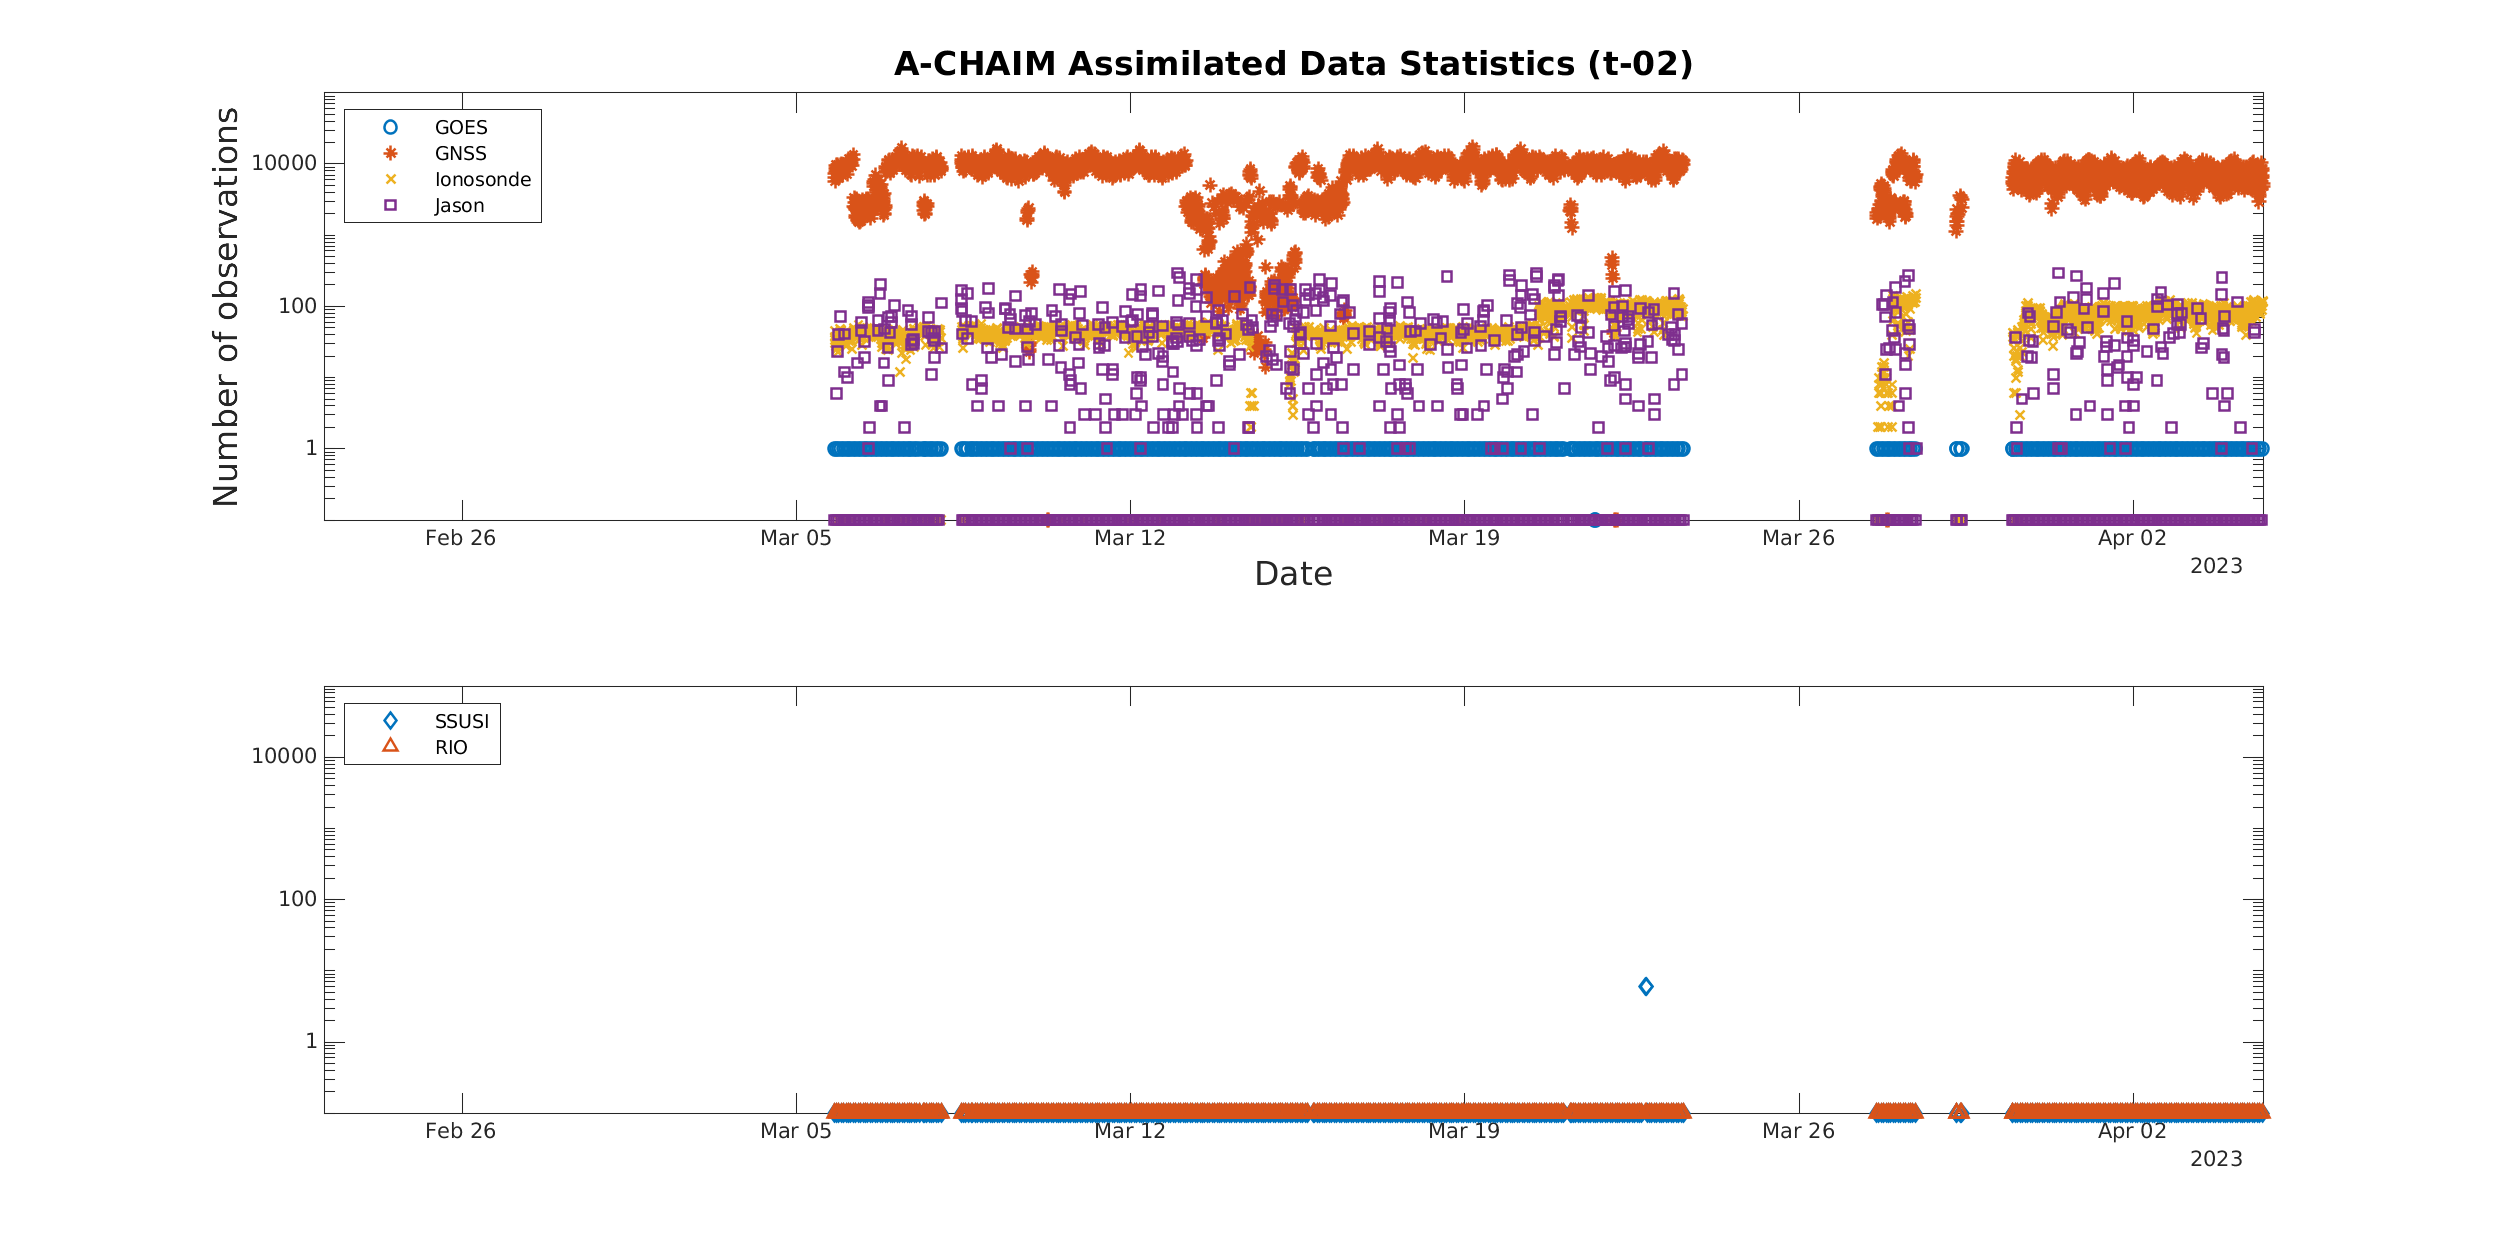 A-CHAIM Assimilated Data Statistics (t-02)
Number of observations
10000
100
1
GOES
GNSS
Ionosonde
Jason
Feb 26
Mar 05
Mar 12
Mar 19
Mar 26
Apr 02
2023
Date
10000
100
1
SSUSI
RIO
Feb 26
Mar 05
Mar 12
Mar 19
Mar 26
Apr 02
2023